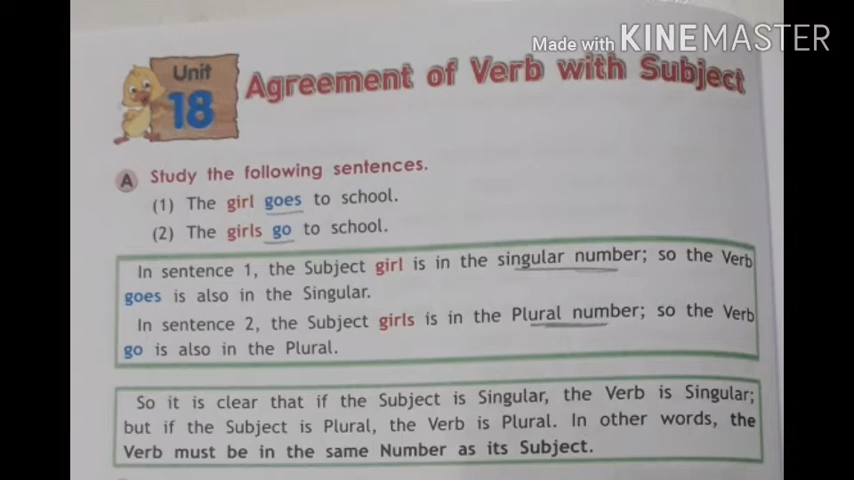 Made with KINEMASTER
Unit
18
Agreement of Verb with Subject
A Study the following sentences.
(1) The girl goes to school.
(2) The girls go to school.
In sentence 1, the Subject girl is in the singular number; so the Verb
goes is also in the Singular.
In sentence 2, the Subject girls is in the Plural number; so the Verb
go is also in the Plural.
So it is clear that if the Subject is Singular, the Verb is Singular;
but if the Subject is Plural, the Verb is Plural. In other words, the
Verb must be in the same Number as its Subject.